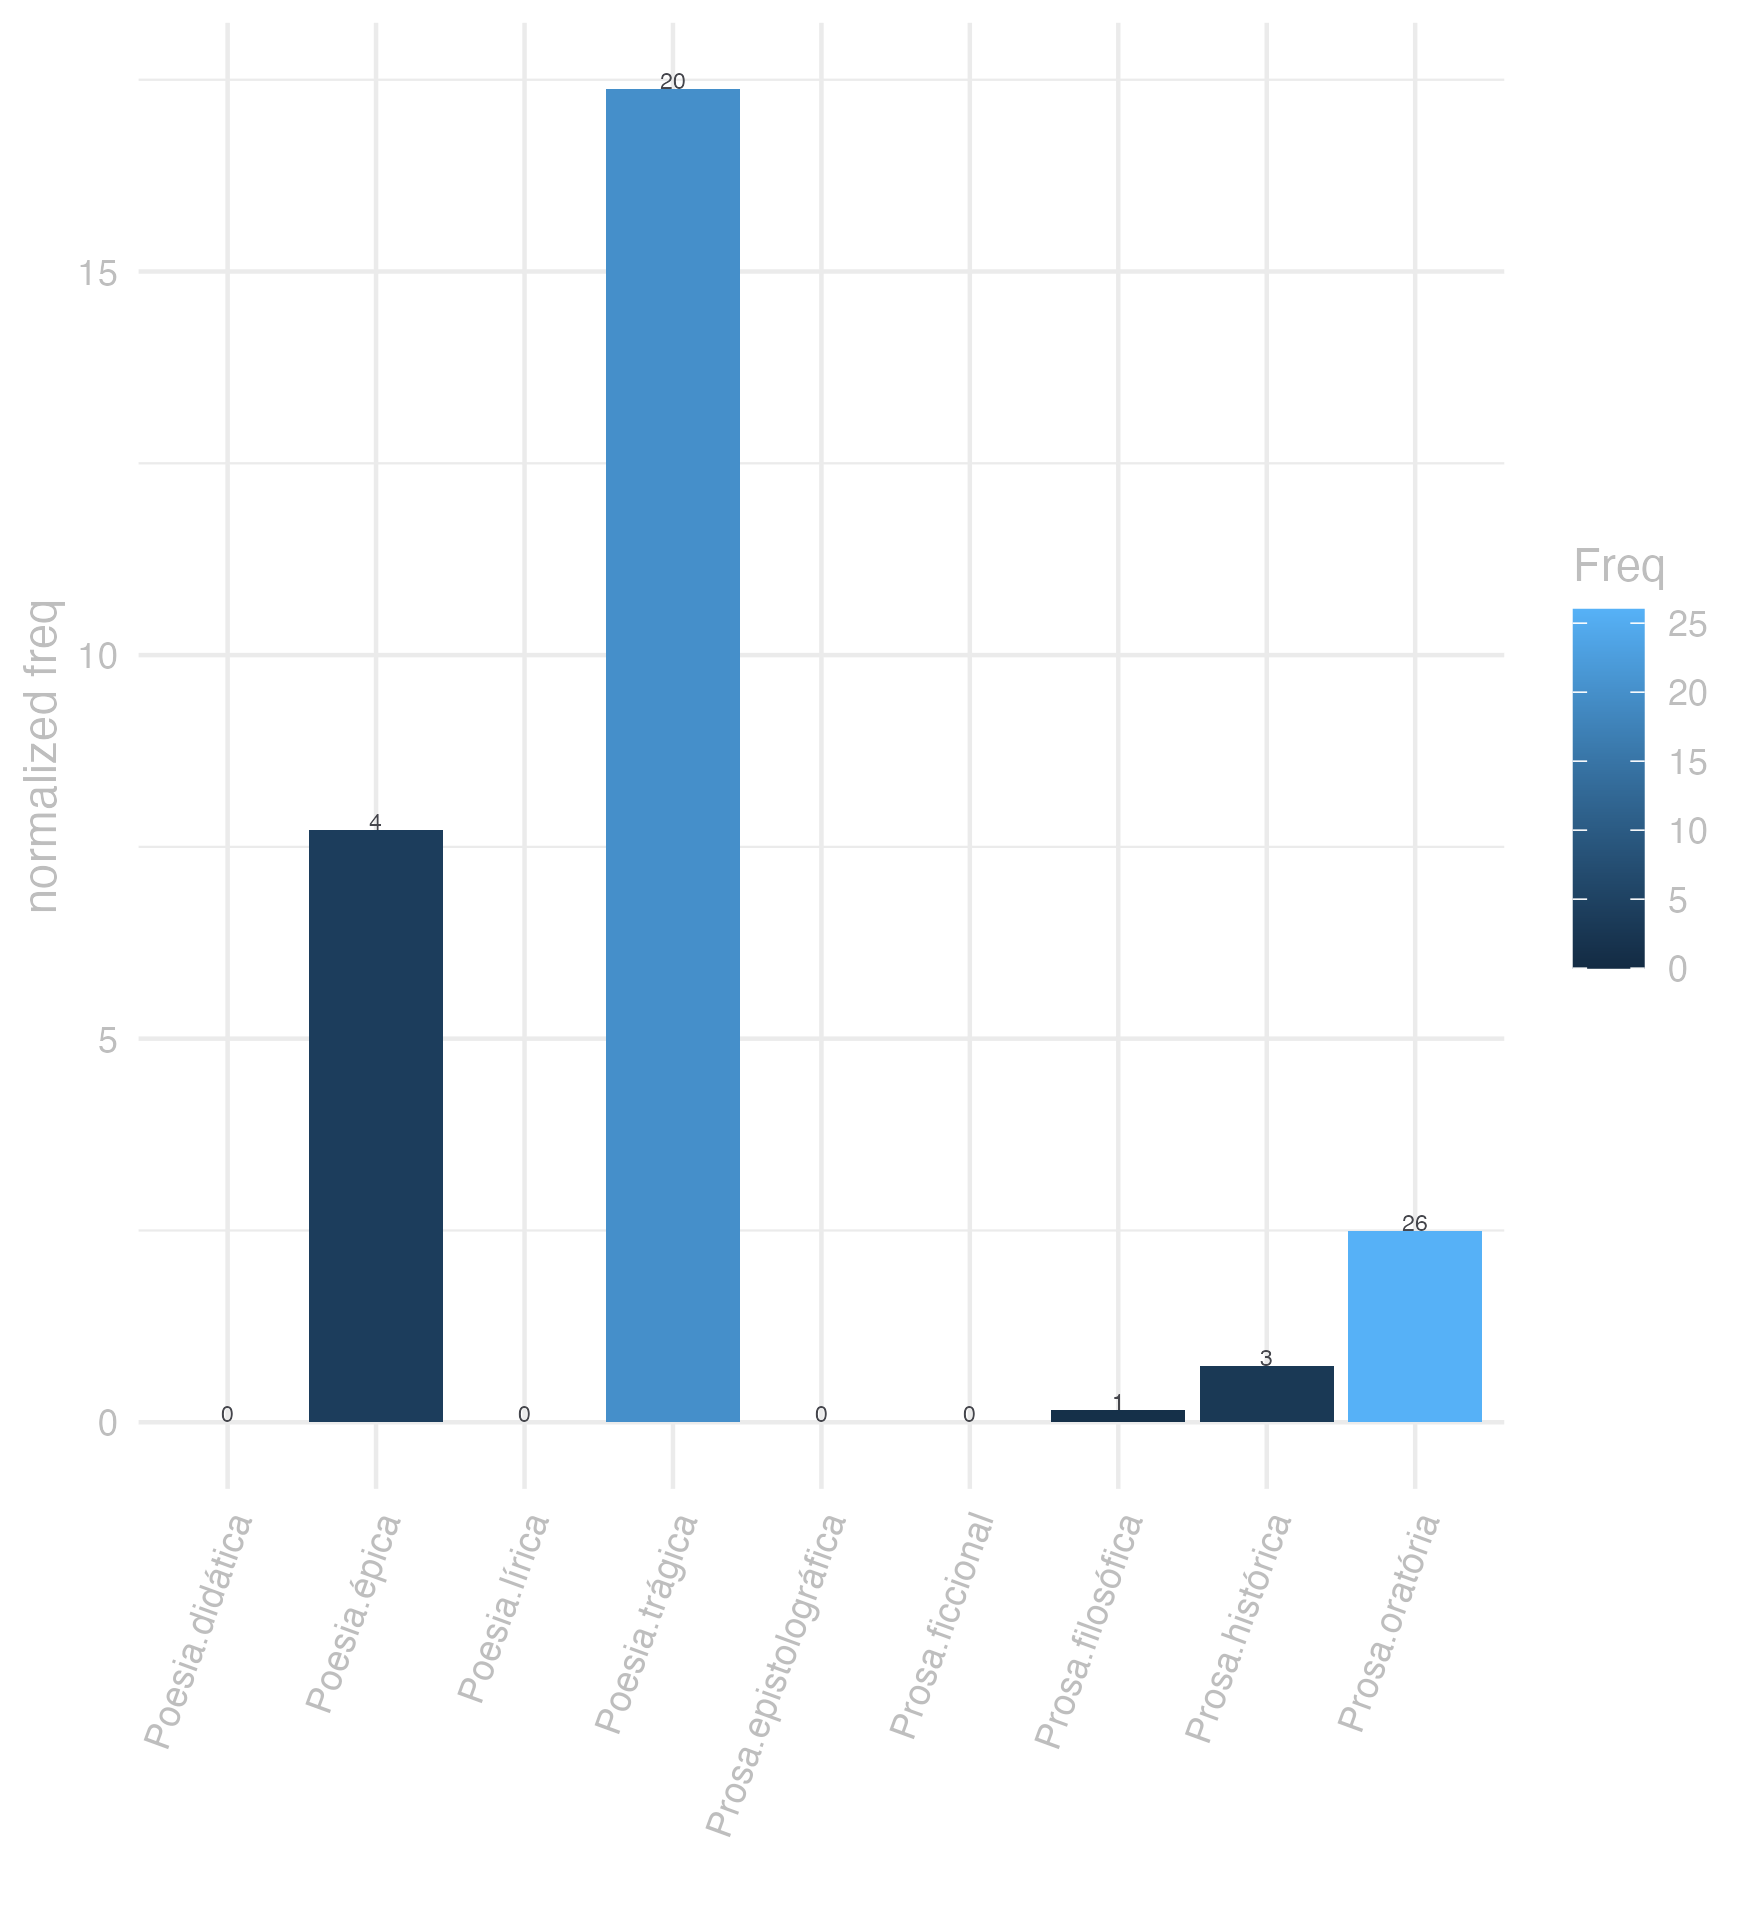 20
15
4
10
5
26
3
1
0
0
0
0
0
normalized freq
Freq
25
20
15
10
5
0
Poesia.didática
Poesia.épica
Poesia.lírica
Poesia.trágica
Prosa.epistolográfica
Prosa.ficcional
Prosa.filosófica
Prosa.histórica
Prosa.oratória